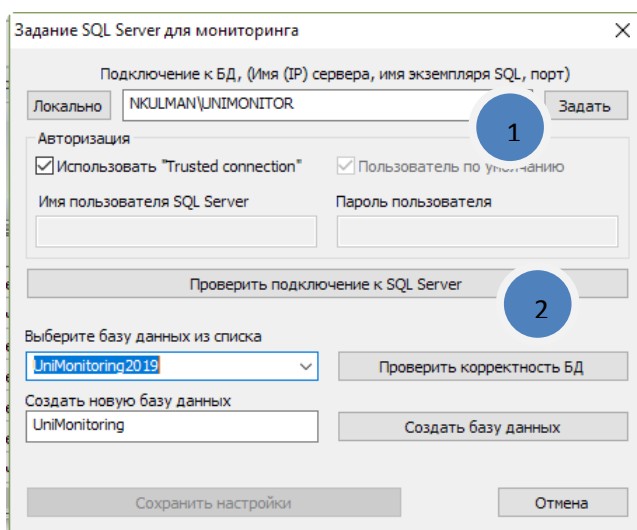 Задание SQL Server для мониторинга
Подключение к БД, (Имя (IP) сервера, имя экземпляря SQL, порт)
Локально NKULMAN\UNIMONITOR Задать
1
Авторизация
Использовать "Trusted connection" Пользователь по умолчанию
Имя пользователя SQL Server Пароль пользователя
Проверить подключение к SQL Server
2
Выберите базу данных из списка
UniMonitoring2019 Проверить корректность БД
Создать новую базу данных
UniMonitoring Создать базу данных
Сохранить настройки Отмена